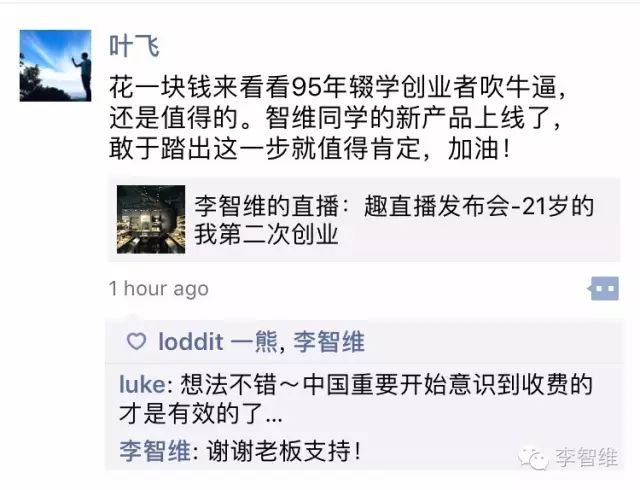 叶飞
花一块钱来看看95年辍学创业者吹牛逼,
还是值得的。智维同学的新产品上线了,
敢于踏出这一步就值得肯定,加油!
李智维的直播:趣直播发布会-21岁的
我第二次创业
1 hour ago
loddit 一熊, 李智维
luke: 想法不错～中国重要开始意识到收费的
才是有效的了...
李智维: 谢谢老板支持!
李智维